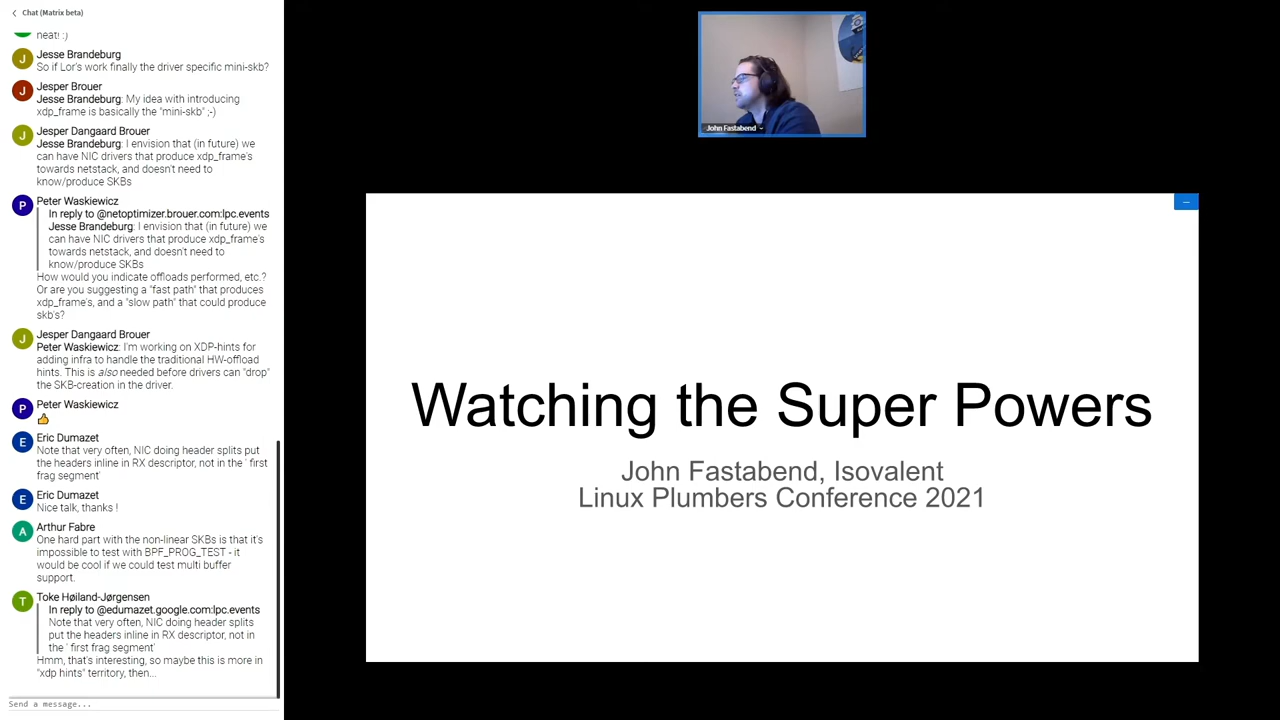 Chat (Matrix beta)
neat! :)
Jesse Brandeburg
So if Lor's work finally the driver specific mini-skb?
Jesper Brouer
Jesse Brandeburg: My idea with introducing
xdp_frame is basically the "mini-skb" ;-)
Jesper Dangaard Brouer
Jesse Brandeburg: I envision that (in future) we
can have NIC drivers that produce xdp_frame's
towards netstack, and doesn't need to
know/produce SKBs
Peter Waskiewicz
In reply to @netoptimizer.brouer.com:lpc.events
Jesse Brandeburg: I envision that (in future) we
can have NIC drivers that produce xdp_frame's
towards netstack, and doesn't need to
know/produce SKBs
How would you indicate offloads performed, etc.?
Or are you suggesting a "fast path" that produces
xdp_frame's, and a "slow path" that could produce
skb's?
Jesper Dangaard Brouer
Peter Waskiewicz: I'm working on XDP-hints for
adding infra to handle the traditional HW-offload
hints. This is also needed before drivers can "drop"
the SKB-creation in the driver.
Peter Waskiewicz
👍
Eric Dumazet
Note that very often, NIC doing header splits put
the headers inline in RX descriptor, not in the ' first
frag segment'
Eric Dumazet
Nice talk, thanks !
Arthur Fabre
One hard part with the non-linear SKBs is that it's
impossible to test with BPF_PROG_TEST - it
would be cool if we could test multi buffer
support.
Toke Høiland-Jørgensen
In reply to @edumazet.google.com:lpc.events
Note that very often, NIC doing header splits
put the headers inline in RX descriptor, not in
the ' first frag segment'
Hmm, that's interesting, so maybe this is more in
"xdp hints" territory, then...
Send a message...
John Fastabend
Watching the Super Powers
John Fastabend, Isovalent
Linux Plumbers Conference 2021